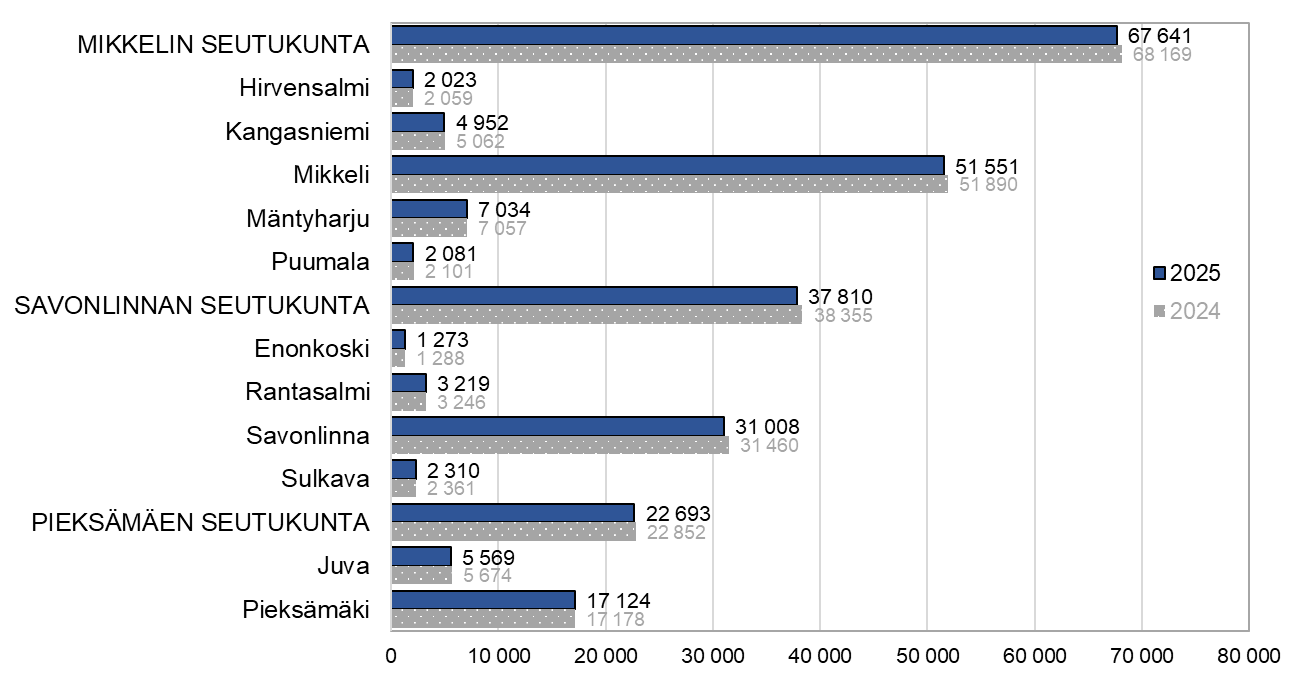 MIKKELIN SEUTUKUNTA 67 641
68 169
Hirvensalmi 2 023
2 059
Kangasniemi 4 952
5 062
Mikkeli 51 551
51 890
Mäntyharju 7 034
7 057
Puumala 2 081
2 101
SAVONLINNAN SEUTUKUNTA 37 810
38 355
Enonkoski 1 273
1 288
Rantasalmi 3 219
3 246
Savonlinna 31 008
31 460
Sulkava 2 310
2 361
PIEKSÄMÄEN SEUTUKUNTA 22 693
22 852
Juva 5 569
5 674
Pieksämäki 17 124
17 178
2025
2024
0 10 000 20 000 30 000 40 000 50 000 60 000 70 000 80 000